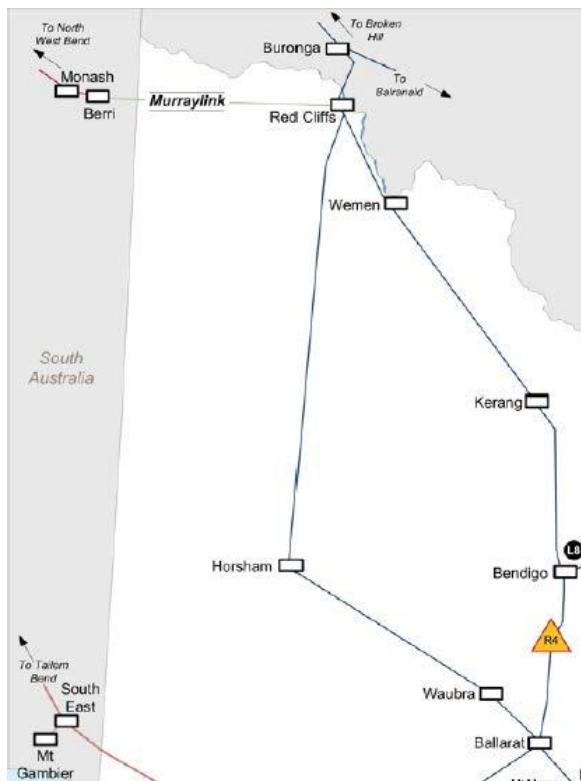 To North
West Bend
To Broken
Hill
Buronga
Monash
To
Balranald
Berri
Murraylink
Red Cliffs
Wemen
South
Australia
Kerang
L8
Horsham
Bendigo
R4
To Tailem
Bend
South
East
Waubra
Mt
Gambier
Ballarat